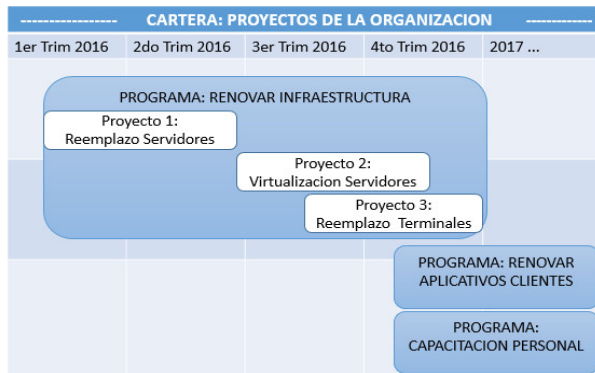 ------------------ CARTERA: PROYECTOS DE LA ORGANIZACION -------------
1er Trim 2016 2do Trim 2016 3er Trim 2016 4to Trim 2016 2017 ...
PROGRAMA: RENOVAR INFRAESTRUCTURA
Proyecto 1:
Reemplazo Servidores
Proyecto 2:
Virtualizacion Servidores
Proyecto 3:
Reemplazo Terminales
PROGRAMA: RENOVAR
APLICATIVOS CLIENTES
PROGRAMA:
CAPACITACION PERSONAL